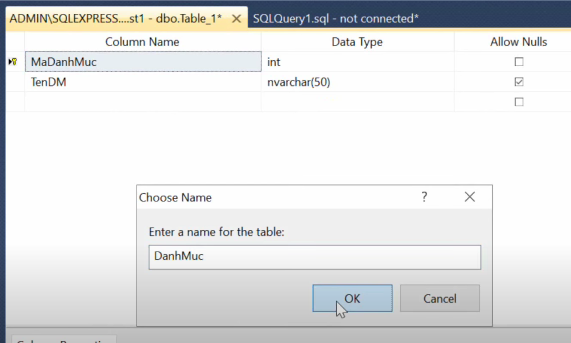 ADMIN\SQLEXPRESS....st1 - dbo.Table_1* SQLQuery1.sql - not connected*
Column Name Data Type Allow Nulls
MaDanhMuc int
TenDM nvarchar(50)
Choose Name ?
Enter a name for the table:
DanhMuc
OK Cancel